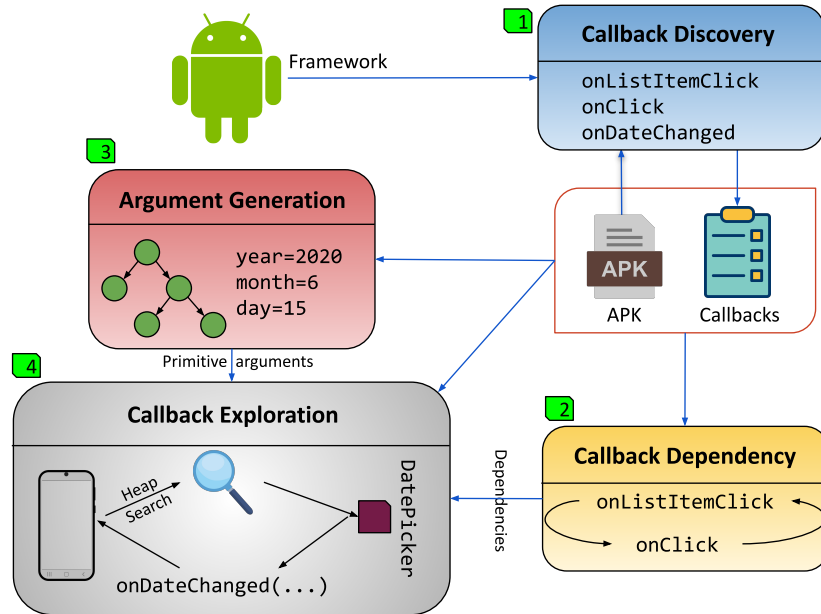 1
Callback Discovery
Framework
onListItemClick
onClick
onDateChanged
3
Argument Generation
year=2020
month=6
day=15
APK
APK
Callbacks
Primitive arguments
4
Callback Exploration
Heap
Search
DatePicker
onDateChanged(...)
Dependencies
2
Callback Dependency
onListItemClick
onClick